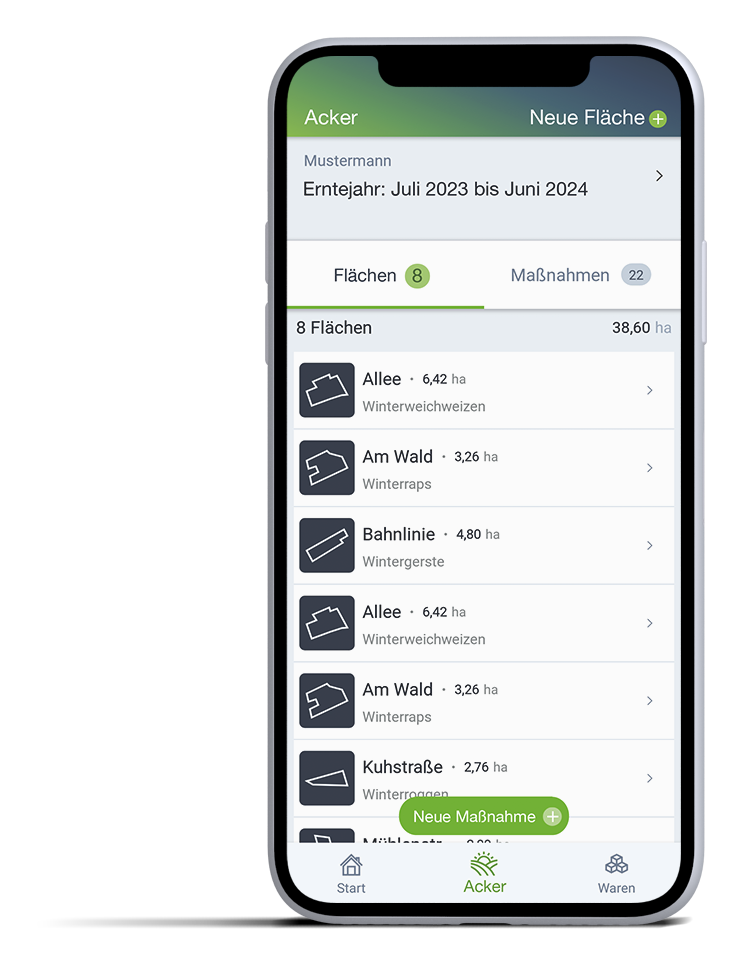 Acker
Neue Fläche
Mustermann
Erntejahr: Juli 2023 bis Juni 2024
Flächen 8
Maßnahmen 22
8 Flächen
38,60 ha
Allee · 6,42 ha
Winterweichweizen
Am Wald · 3,26 ha
Winterraps
Bahnlinie · 4,80 ha
Wintergerste
Allee · 6,42 ha
Winterweichweizen
Am Wald · 3,26 ha
Winterraps
Kuhstraße · 2,76 ha
Winterroggen
Neue Maßnahme
Start
Acker
Waren